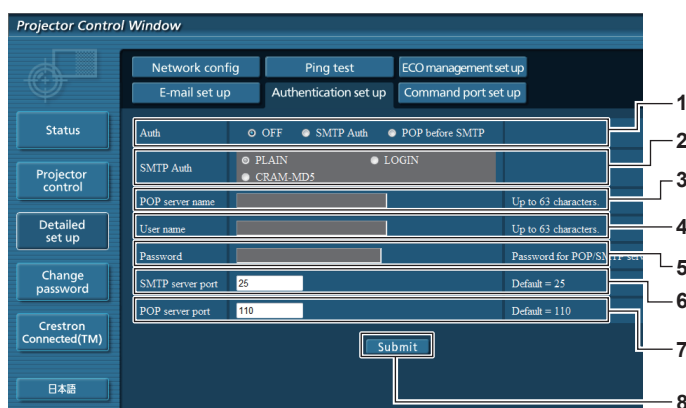 Projector Control Window
Network config Ping test ECO management set up
E-mail set up Authentication set up Command port set up
Status
Projector control
Detailed set up
Change password
Crestron Connected(TM)
日本語
Auth OFF SMTP Auth POP before SMTP 1
SMTP Auth PLAIN LOGIN CRAM-MD5 2
POP server name Up to 63 characters. 3
User name Up to 63 characters. 4
Password Password for POP/SMTP serv 5
SMTP server port 25 Default = 25 6
POP server port 110 Default = 110 7
Submit 8